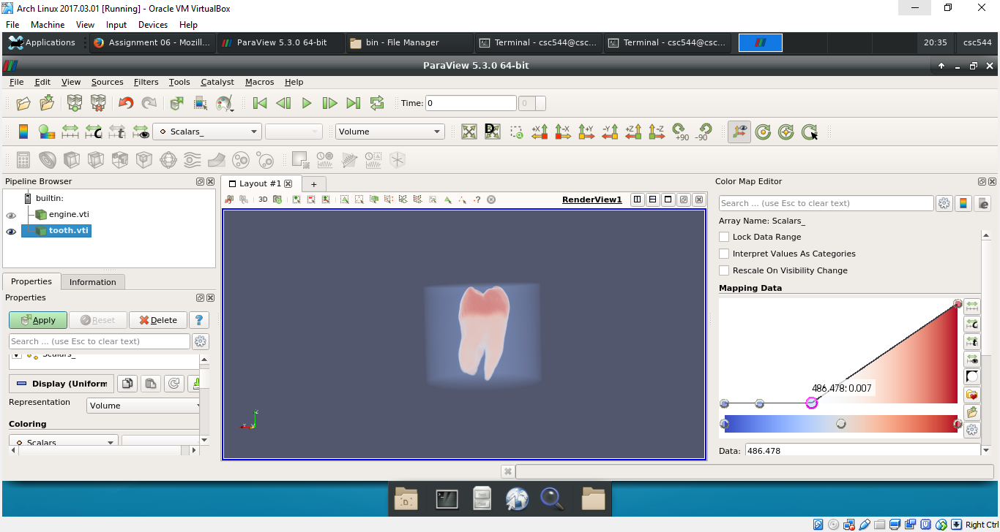 Arch Linux 2017.03.01 [Running] - Oracle VM VirtualBox
File Machine View Input Devices Help
Applications Assignment 06 - Mozill... ParaView 5.3.0 64-bit bin - File Manager Terminal - csc544@csc... Terminal - csc544@csc... 20:35 csc544
ParaView 5.3.0 64-bit
File Edit View Sources Filters Tools Catalyst Macros Help
Time: 0 0
Scalars_ Volume +X -X +Y -Y +Z -Z +90 -90
Pipeline Browser
builtin:
engine.vti
tooth.vti
Properties Information
Properties
Apply Reset Delete ?
Search ... (use Esc to clear text)
Scalars_
Display (Uniform
Representation Volume
Coloring
Scalars
Layout #1 +
3D RenderView1
Color Map Editor
Search ... (use Esc to clear text)
Array Name: Scalars_
Lock Data Range
Interpret Values As Categories
Rescale On Visibility Change
Mapping Data
486.478: 0.007
Data: 486.478
Right Ctrl